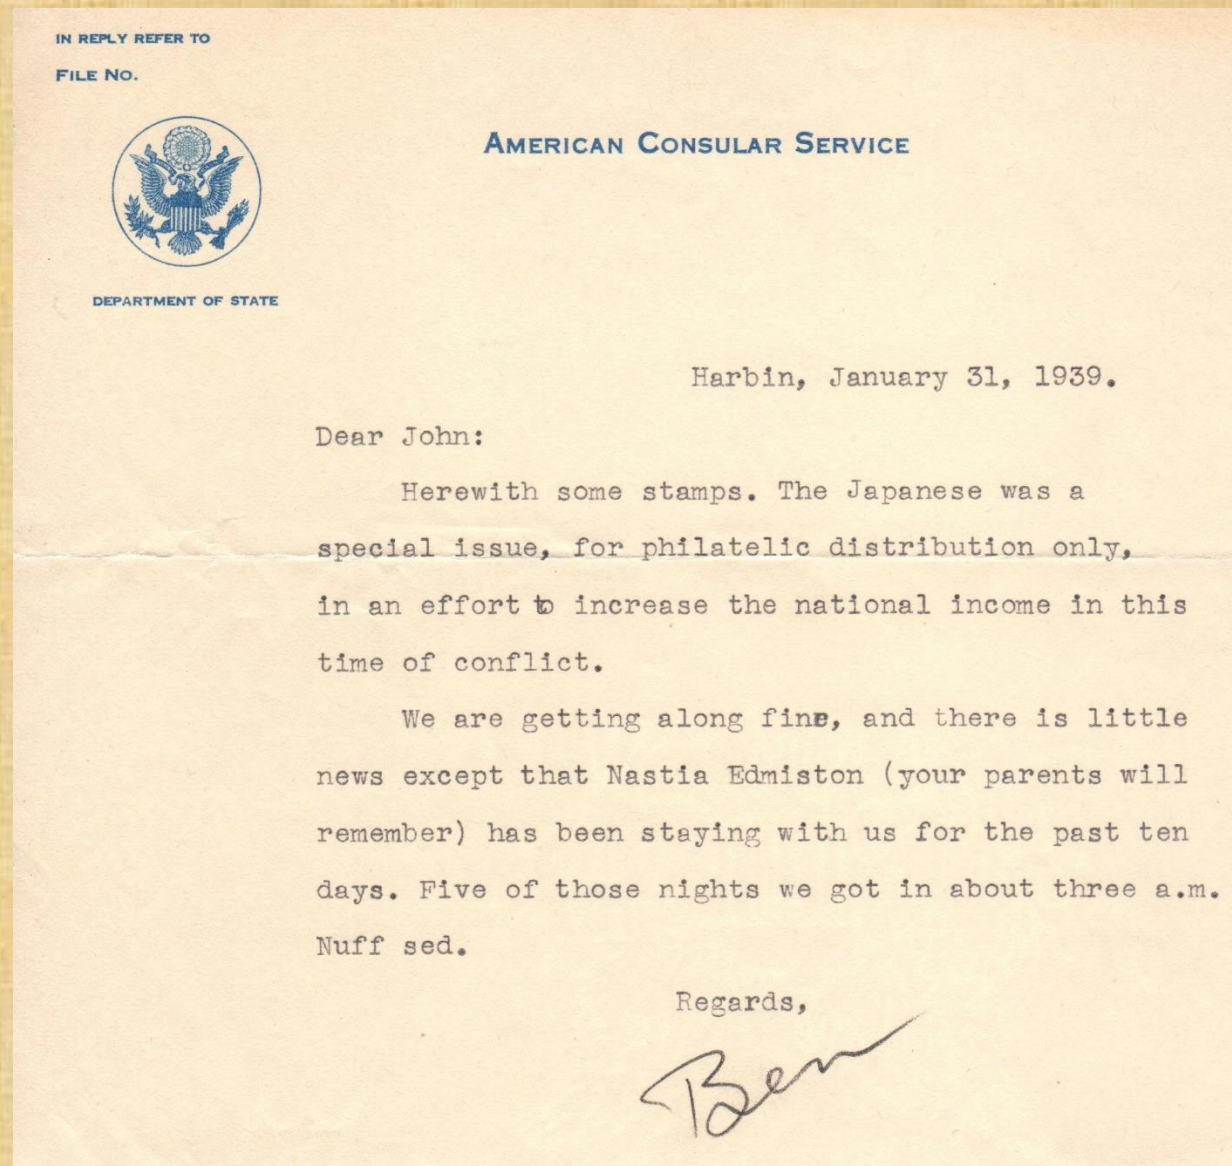 IN REPLY REFER TO
FILE NO.
AMERICAN CONSULAR SERVICE
DEPARTMENT OF STATE
Harbin, January 31, 1939.
Dear John:
Herewith some stamps. The Japanese was a
special issue, for philatelic distribution only,
in an effort to increase the national income in this
time of conflict.
We are getting along fine, and there is little
news except that Nastia Edmiston (your parents will
remember) has been staying with us for the past ten
days. Five of those nights we got in about three a.m.
Nuff sed.
Regards,
Ben